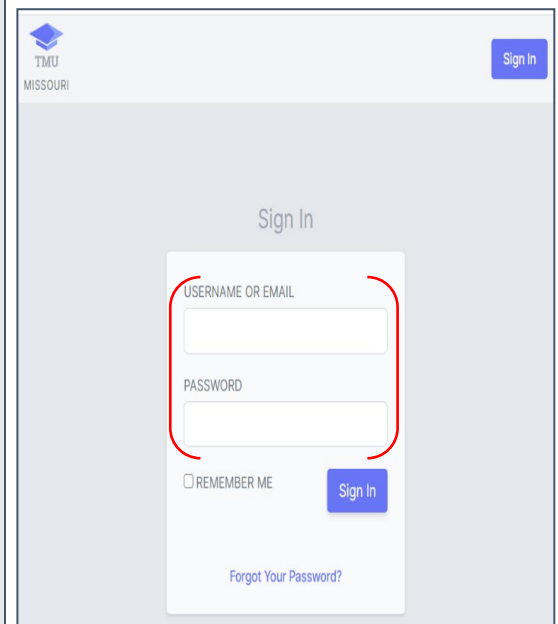 TMU
MISSOURI
Sign In
Sign In
USERNAME OR EMAIL
PASSWORD
REMEMBER ME
Sign In
Forgot Your Password?